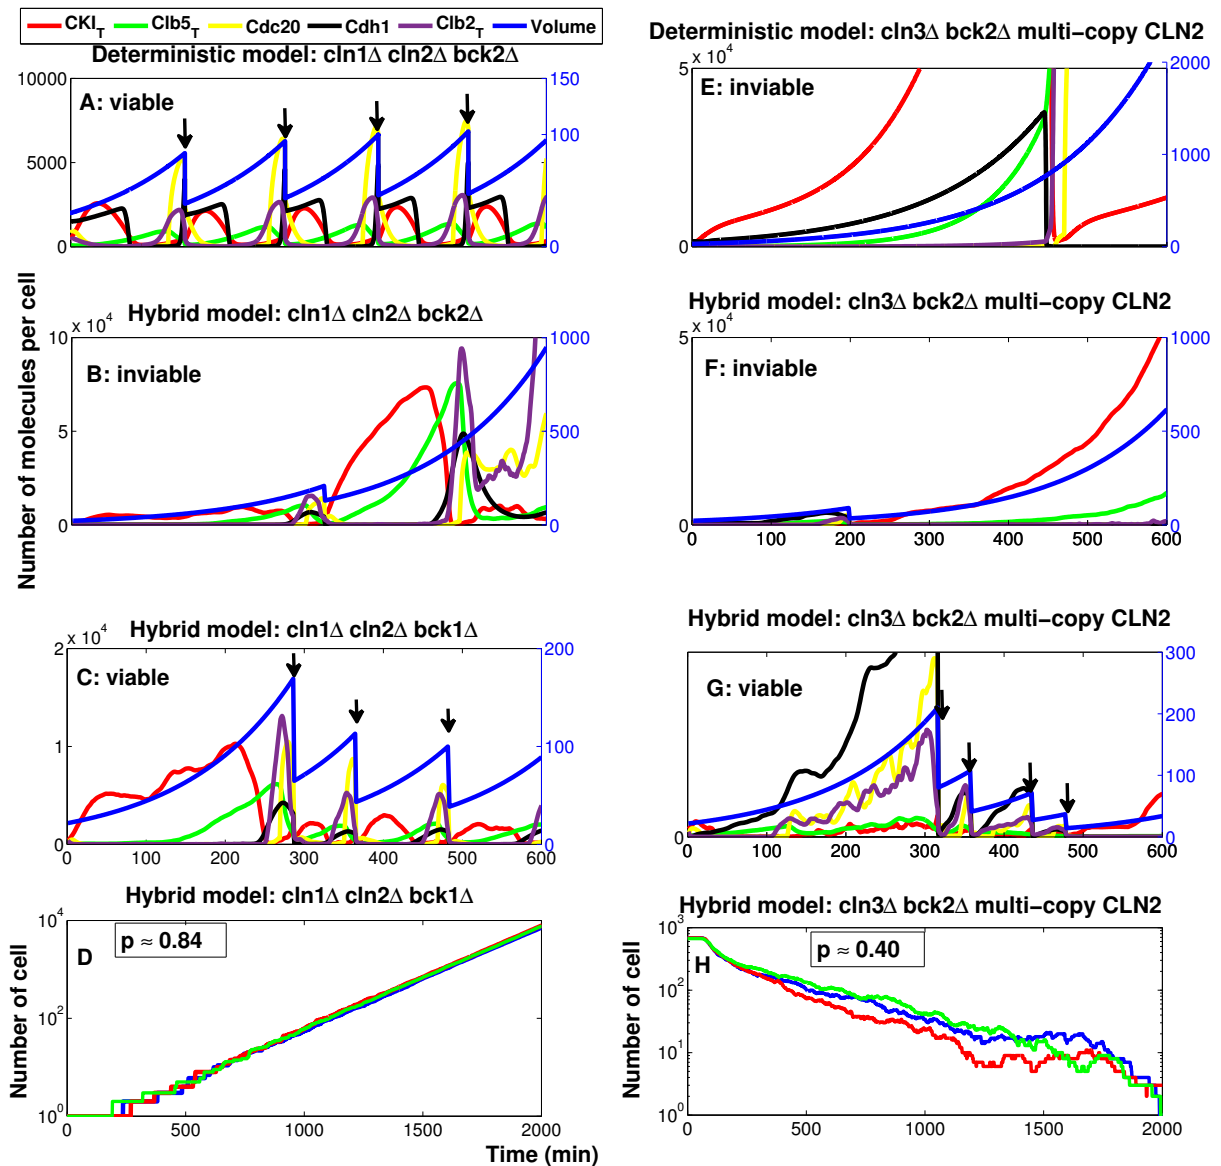 CKI_T Clb5_T Cdc20 Cdh1 Clb2_T Volume
Deterministic model: cln1Δ cln2Δ bck2Δ
10000
5000
0
150
100
50
0
A: viable
Hybrid model: cln1Δ cln2Δ bck2Δ
x 10^4
10
5
0
1000
500
0
B: inviable
Number of molecules per cell
Hybrid model: cln1Δ cln2Δ bck1Δ
x 10^4
2
1
0
200
100
0
C: viable
0 100 200 300 400 500 600
Hybrid model: cln1Δ cln2Δ bck1Δ
10^4
10^2
10^0
p ≈ 0.84
D
Number of cell
0 500 1000 1500 2000
Time (min)
Deterministic model: cln3Δ bck2Δ multi−copy CLN2
x 10^4
5
0
2000
1000
0
E: inviable
Hybrid model: cln3Δ bck2Δ multi−copy CLN2
x 10^4
5
0
1000
500
0
F: inviable
0 100 200 300 400 500 600
Hybrid model: cln3Δ bck2Δ multi−copy CLN2
0
300
200
100
0
G: viable
0 100 200 300 400 500 600
Hybrid model: cln3Δ bck2Δ multi−copy CLN2
10^3
10^2
10^1
10^0
p ≈ 0.40
H
Number of cell
0 500 1000 1500 2000